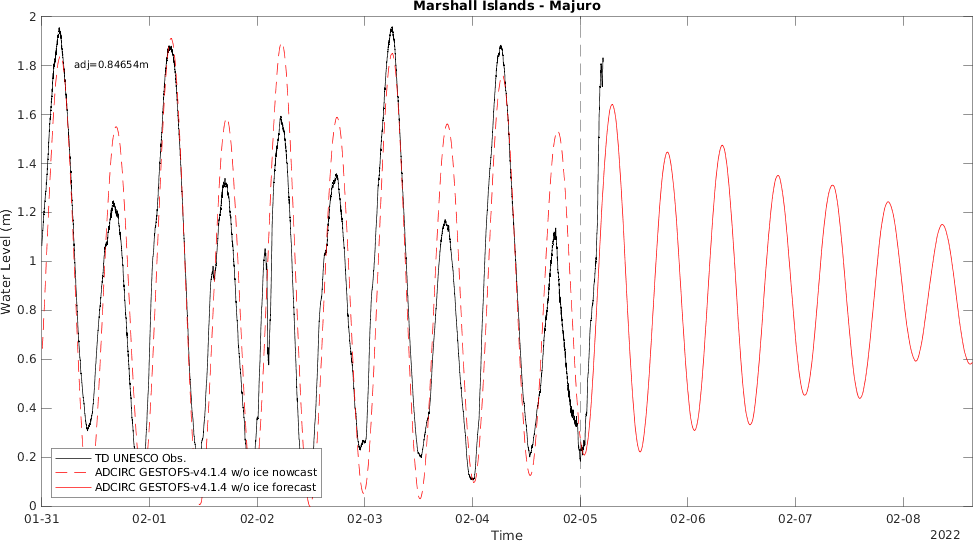 Marshall Islands - Majuro
2
1.8
1.6
1.4
1.2
1
0.8
0.6
0.4
0.2
0
Water Level (m)
adj=0.84654m
TD UNESCO Obs.
ADCIRC GESTOFS-v4.1.4 w/o ice nowcast
ADCIRC GESTOFS-v4.1.4 w/o ice forecast
01-31 02-01 02-02 02-03 02-04 02-05 02-06 02-07 02-08
Time
2022